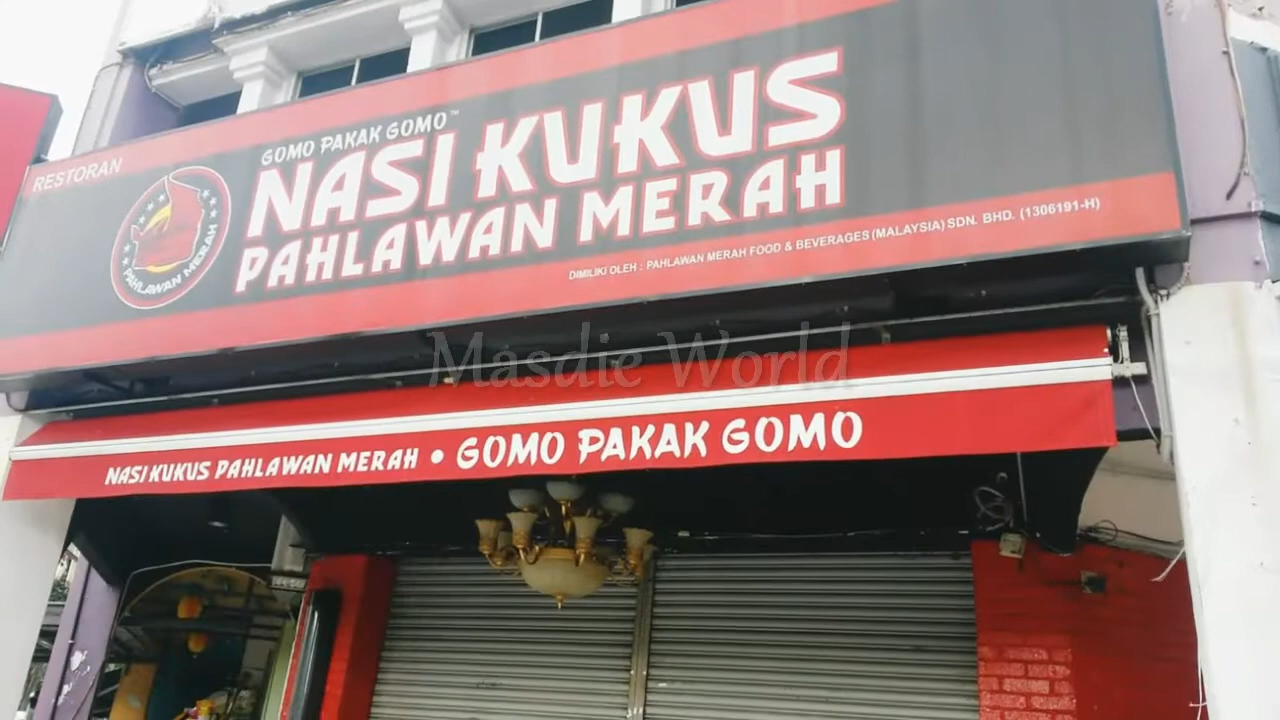 RESTORAN
GOMO PAKAK GOMO™
NASI KUKUS
PAHLAWAN MERAH
PAHLAWAN MERAH
DIMILIKI OLEH : PAHLAWAN MERAH FOOD & BEVERAGES (MALAYSIA) SDN. BHD. (1306191-H)
Masdie World
NASI KUKUS PAHLAWAN MERAH • GOMO PAKAK GOMO